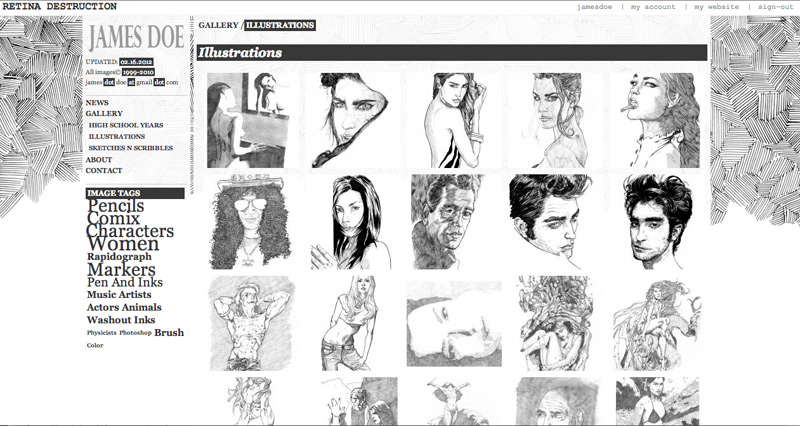 RETINA DESTRUCTION
jamesdoe | my account | my website | sign-out
JAMES DOE
UPDATED: 02.16.2012
All images© 1999-2010
james dot doe at gmail dot com
NEWS
GALLERY
HIGH SCHOOL YEARS
ILLUSTRATIONS
SKETCHES N SCRIBBLES
ABOUT
CONTACT
IMAGE TAGS
Pencils
Comix
Characters
Women
Rapidograph
Markers
Pen And Inks
Music Artists
Actors Animals
Washout Inks
Physicists Photoshop Brush
Color
GALLERY / ILLUSTRATIONS
Illustrations